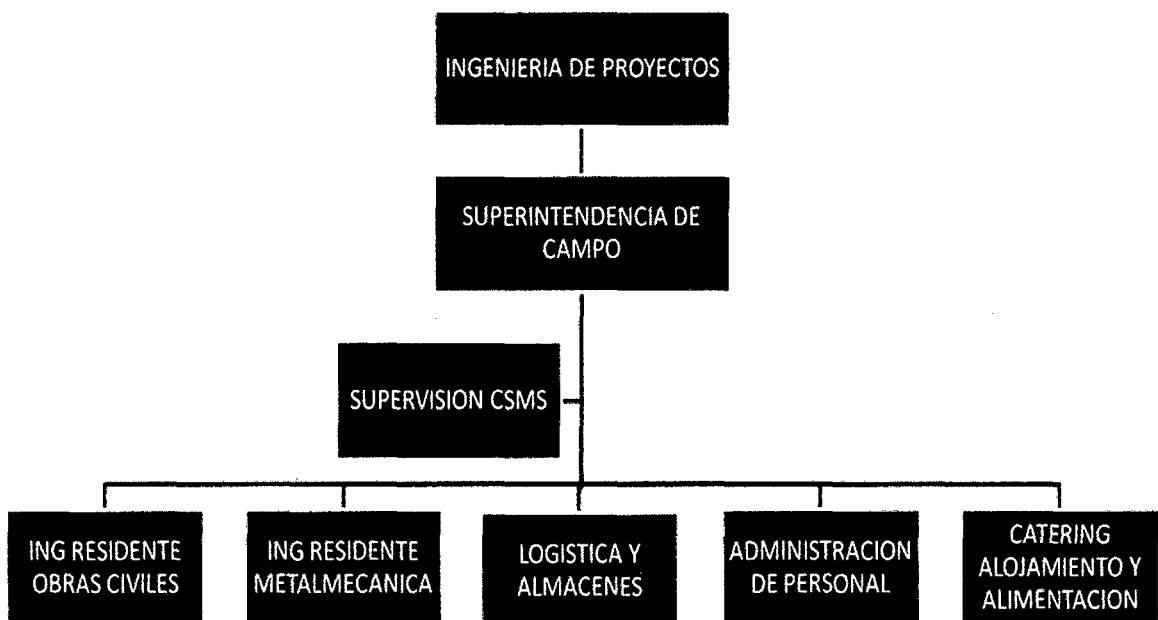 INGENIERIA DE PROYECTOS
SUPERINTENDENCIA DE
CAMPO
SUPERVISION CSMS
ING RESIDENTE
OBRAS CIVILES
ING RESIDENTE
METALMECANICA
LOGISTICA Y
ALMACENES
ADMINISTRACION
DE PERSONAL
CATERING
ALOJAMIENTO Y
ALIMENTACION